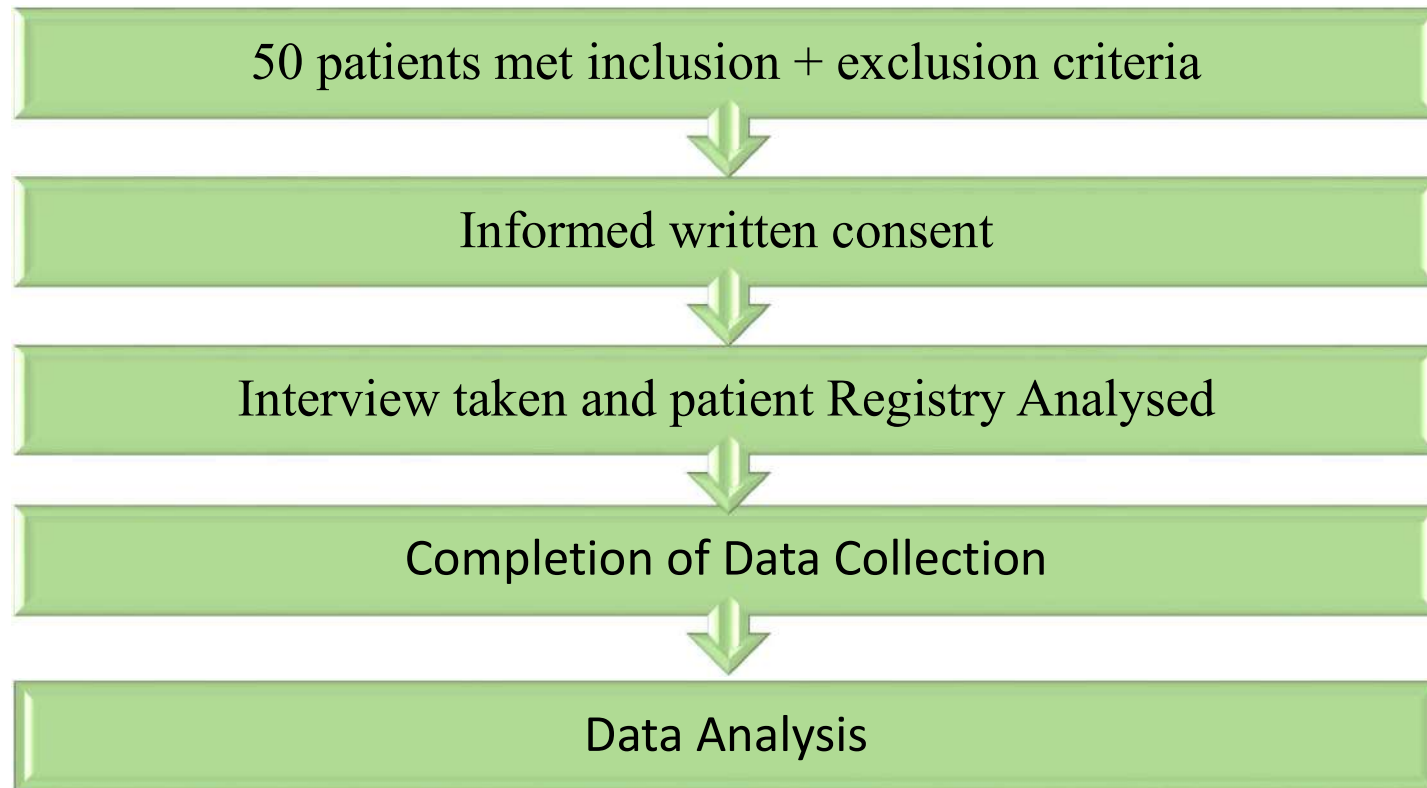 50 patients met inclusion + exclusion criteria
Informed written consent
Interview taken and patient Registry Analysed
Completion of Data Collection
Data Analysis